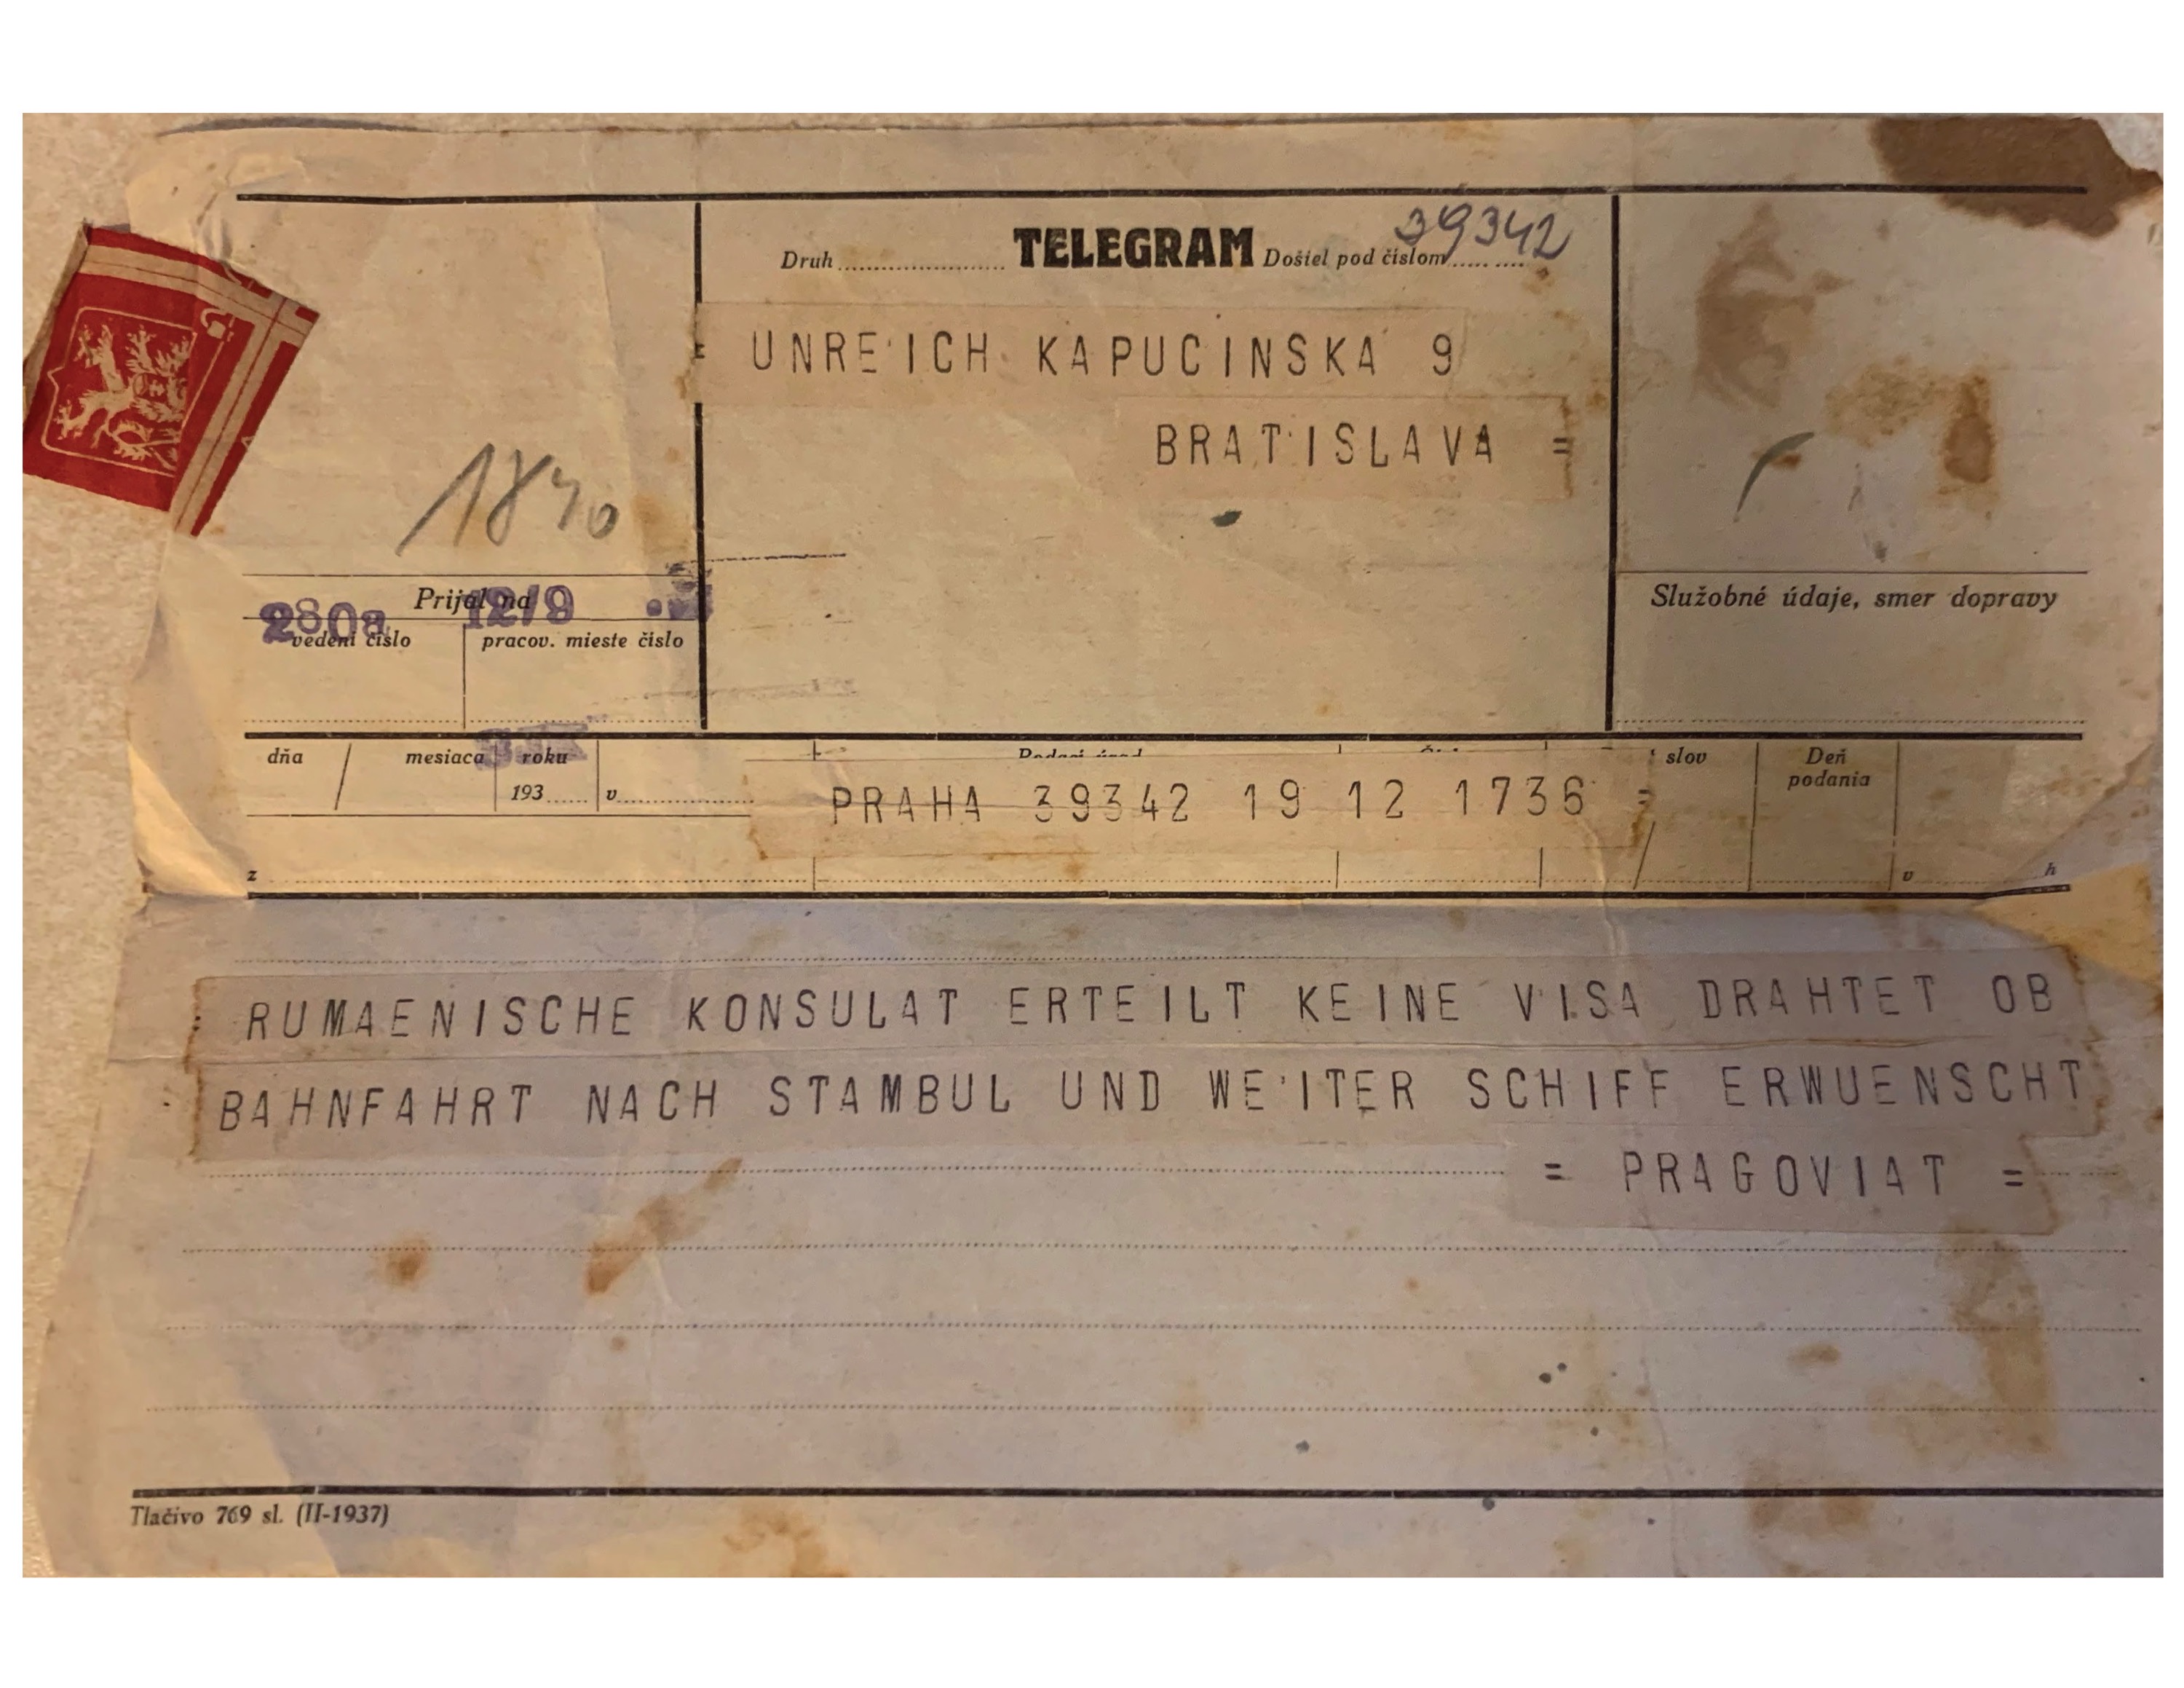 39342
Druh TELEGRAM Došiel pod číslom
= UNREICH KAPUCINSKA 9
BRATISLAVA =
1840
Prijal na
280a 12/9
vedení číslo pracov. mieste číslo
Služobné údaje, smer dopravy
dňa mesiaca roku slov Deň
podania
193 v
PRAHA 39342 19 12 1736 =
z v h
RUMAENISCHE KONSULAT ERTEILT KEINE VISA DRAHTET OB
BAHNFAHRT NACH STAMBUL UND WEITER SCHIFF ERWUENSCHT
= PRAGOVIAT =
Tlačivo 769 sl. (II-1937)